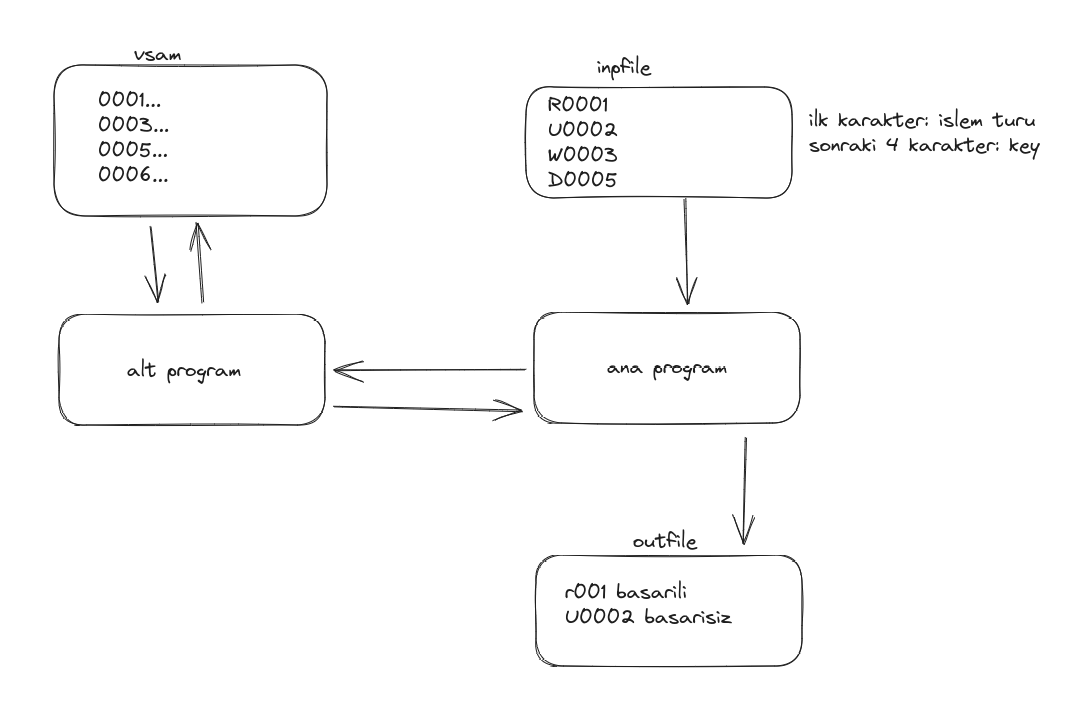 vsam
0001...
0003...
0005...
0006...
inpfile
R0001
U0002
W0003
D0005
ilk karakter: islem turu
sonraki 4 karakter: key
alt program
ana program
outfile
r001 basarili
U0002 basarisiz